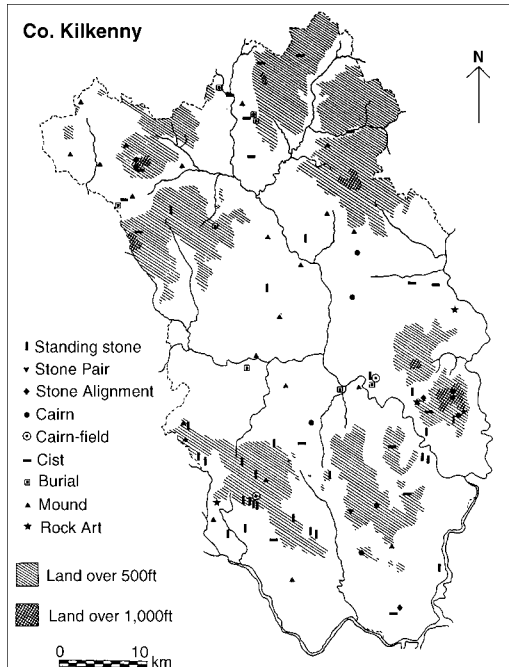 Co. Kilkenny
N
Standing stone
Stone Pair
Stone Alignment
Cairn
Cairn-field
Cist
Burial
Mound
Rock Art
Land over 500ft
Land over 1,000ft
0 10
km